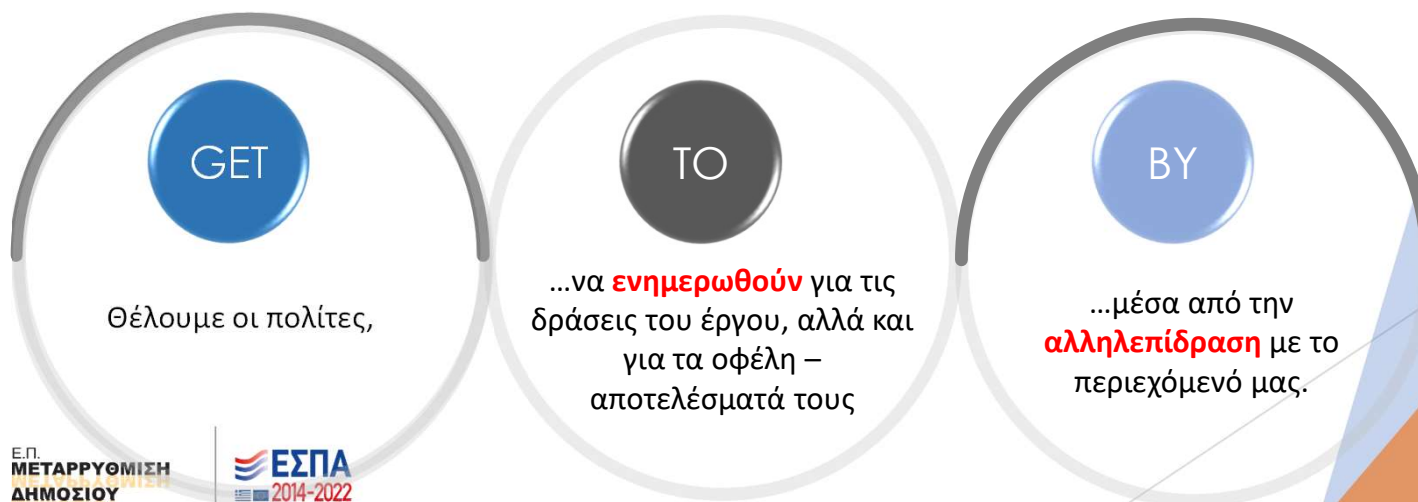 GET
Θέλουμε οι πολίτες,
TO
...να ενημερωθούν για τις
δράσεις του έργου, αλλά και
για τα οφέλη –
αποτελέσματά τους
BY
...μέσα από την
αλληλεπίδραση με το
περιεχόμενό μας.
Ε.Π.
ΜΕΤΑΡΡΥΘΜΙΣΗ
ΔΗΜΟΣΙΟΥ
ΕΣΠΑ
2014-2022